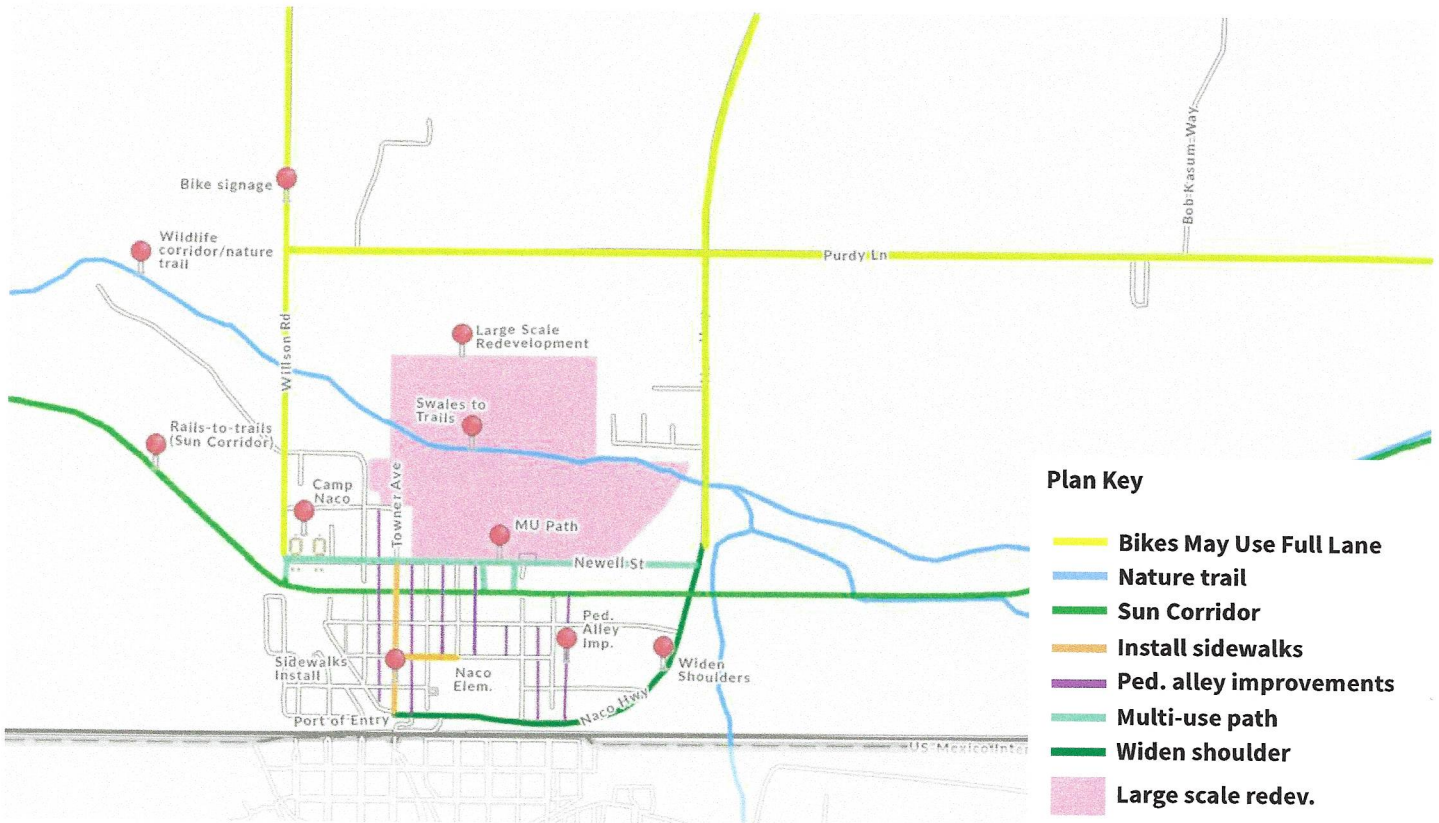 Bob-Kasum-Way
Bike signage
Wildlife
corridor/nature
trail
Purdy Ln
Willson Rd
Large Scale
Redevelopment
Swales to
Trails
Rails-to-trails
(Sun Corridor)
Camp
Naco
Towner Ave
MU Path
Newell St
Ped.
Alley
Imp.
Sidewalks
Install
Naco
Elem.
Widen
Shoulders
Naco Hwy
Port of Entry
US-Mexico
Plan Key
Bikes May Use Full Lane
Nature trail
Sun Corridor
Install sidewalks
Ped. alley improvements
Multi-use path
Widen shoulder
Large scale redev.